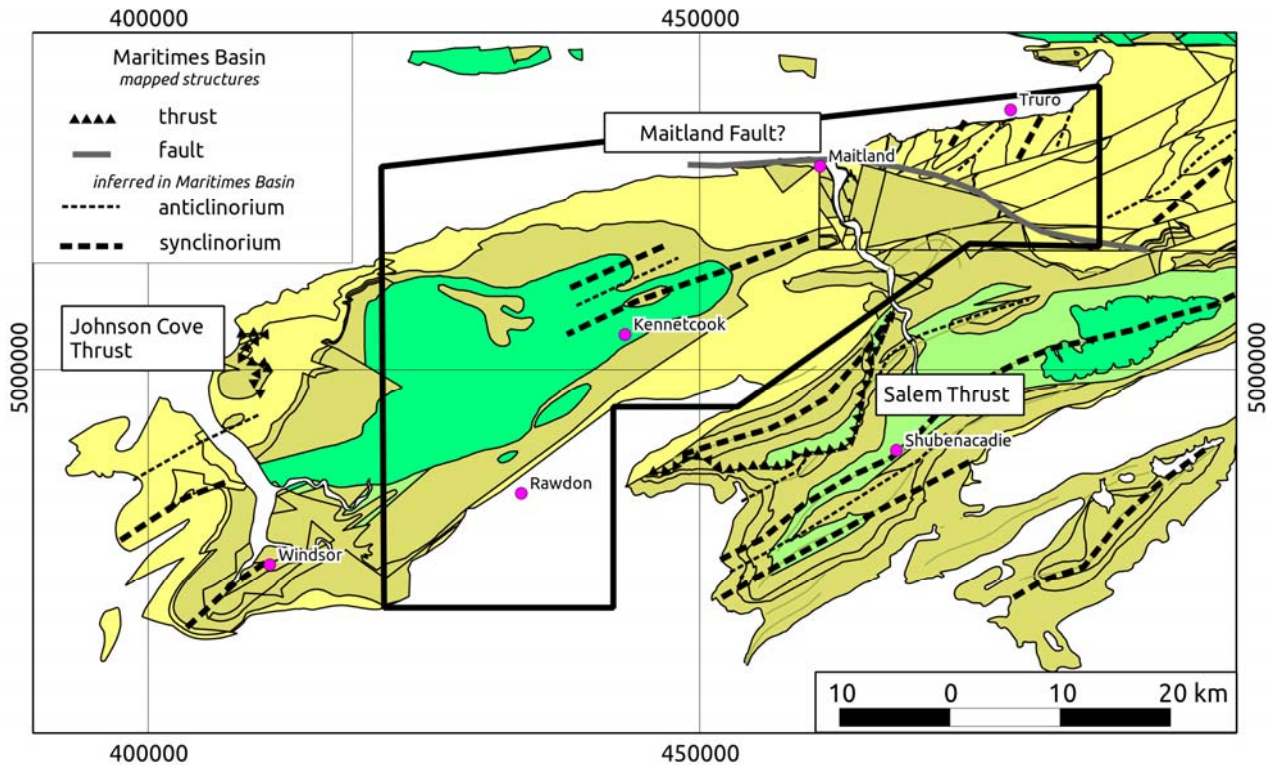 400000
450000
Maritimes Basin
mapped structures
thrust
fault
inferred in Maritimes Basin
anticlinorium
synclinorium
Truro
Maitland Fault?
Maitland
Johnson Cove
Thrust
Kennetcook
5000000
5000000
Salem Thrust
Shubenacadie
Rawdon
Windsor
10 0 10 20 km
400000
450000